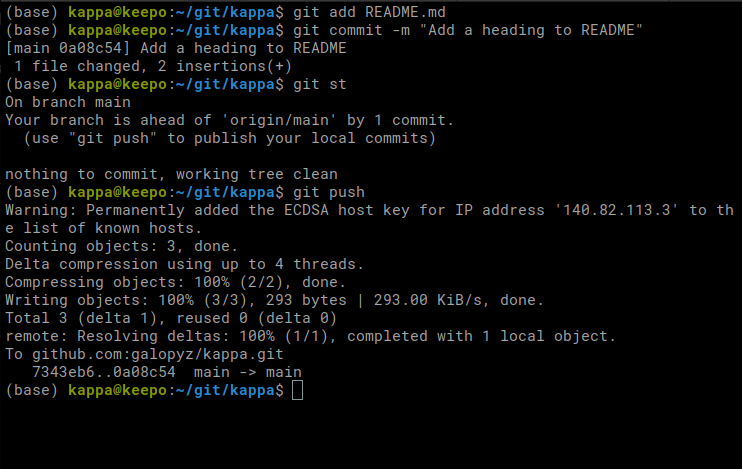 (base) kappa@keepo:~/git/kappa$ git add README.md
(base) kappa@keepo:~/git/kappa$ git commit -m "Add a heading to README"
[main 0a08c54] Add a heading to README
 1 file changed, 2 insertions(+)
(base) kappa@keepo:~/git/kappa$ git st
On branch main
Your branch is ahead of 'origin/main' by 1 commit.
  (use "git push" to publish your local commits)

nothing to commit, working tree clean
(base) kappa@keepo:~/git/kappa$ git push
Warning: Permanently added the ECDSA host key for IP address '140.82.113.3' to th
e list of known hosts.
Counting objects: 3, done.
Delta compression using up to 4 threads.
Compressing objects: 100% (2/2), done.
Writing objects: 100% (3/3), 293 bytes | 293.00 KiB/s, done.
Total 3 (delta 1), reused 0 (delta 0)
remote: Resolving deltas: 100% (1/1), completed with 1 local object.
To github.com:galopyz/kappa.git
   7343eb6..0a08c54  main -> main
(base) kappa@keepo:~/git/kappa$